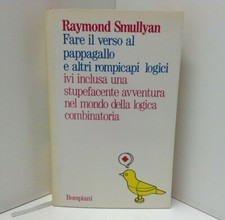 Raymond Smullyan
Fare il verso al
pappagallo
e altri rompicapi logici
ivi inclusa una
stupefacente avventura
nel mondo della logica
combinatoria
Bompiani